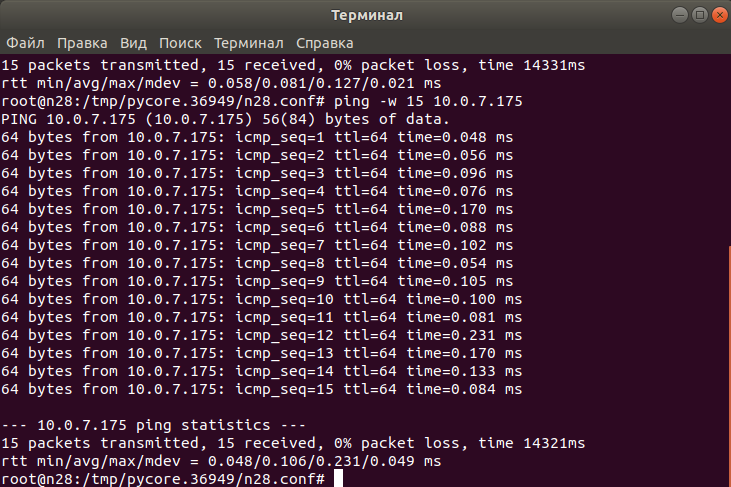 Терминал
Файл Правка Вид Поиск Терминал Справка
15 packets transmitted, 15 received, 0% packet loss, time 14331ms
rtt min/avg/max/mdev = 0.058/0.081/0.127/0.021 ms
root@n28:/tmp/pycore.36949/n28.conf# ping -w 15 10.0.7.175
PING 10.0.7.175 (10.0.7.175) 56(84) bytes of data.
64 bytes from 10.0.7.175: icmp_seq=1 ttl=64 time=0.048 ms
64 bytes from 10.0.7.175: icmp_seq=2 ttl=64 time=0.056 ms
64 bytes from 10.0.7.175: icmp_seq=3 ttl=64 time=0.096 ms
64 bytes from 10.0.7.175: icmp_seq=4 ttl=64 time=0.076 ms
64 bytes from 10.0.7.175: icmp_seq=5 ttl=64 time=0.170 ms
64 bytes from 10.0.7.175: icmp_seq=6 ttl=64 time=0.088 ms
64 bytes from 10.0.7.175: icmp_seq=7 ttl=64 time=0.102 ms
64 bytes from 10.0.7.175: icmp_seq=8 ttl=64 time=0.054 ms
64 bytes from 10.0.7.175: icmp_seq=9 ttl=64 time=0.105 ms
64 bytes from 10.0.7.175: icmp_seq=10 ttl=64 time=0.100 ms
64 bytes from 10.0.7.175: icmp_seq=11 ttl=64 time=0.081 ms
64 bytes from 10.0.7.175: icmp_seq=12 ttl=64 time=0.231 ms
64 bytes from 10.0.7.175: icmp_seq=13 ttl=64 time=0.170 ms
64 bytes from 10.0.7.175: icmp_seq=14 ttl=64 time=0.133 ms
64 bytes from 10.0.7.175: icmp_seq=15 ttl=64 time=0.084 ms
--- 10.0.7.175 ping statistics ---
15 packets transmitted, 15 received, 0% packet loss, time 14321ms
rtt min/avg/max/mdev = 0.048/0.106/0.231/0.049 ms
root@n28:/tmp/pycore.36949/n28.conf#